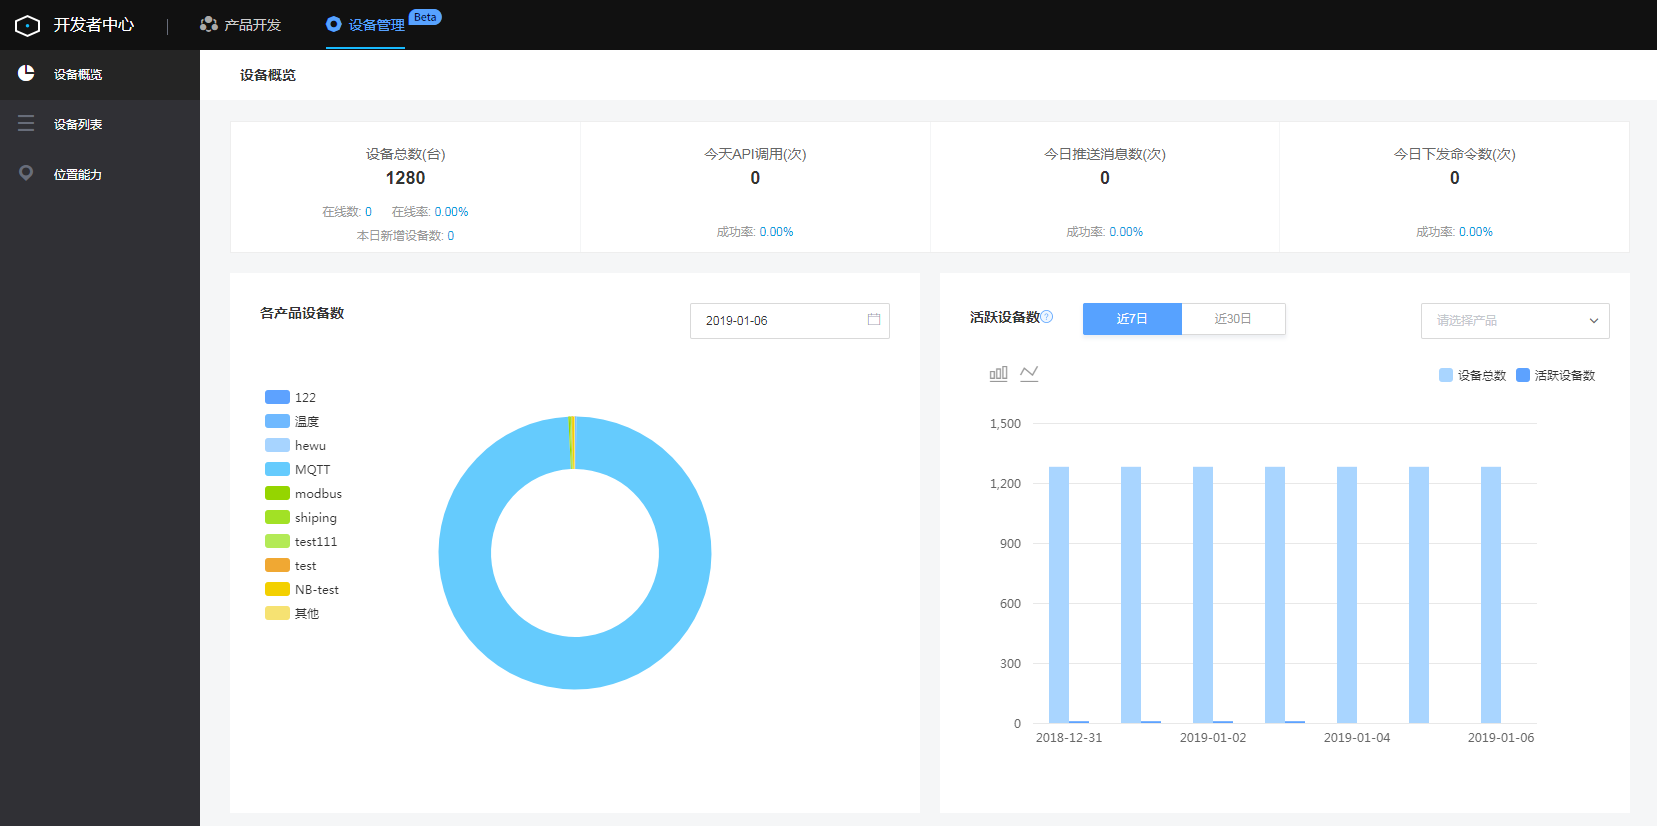 开发者中心
产品开发
设备管理
Beta
设备概览
设备列表
位置能力
设备概览
设备总数(台)
1280
在线数: 0 在线率: 0.00%
本日新增设备数: 0
今天API调用(次)
0
成功率: 0.00%
今日推送消息数(次)
0
成功率: 0.00%
今日下发命令数(次)
0
成功率: 0.00%
各产品设备数
2019-01-06
122
温度
hewu
MQTT
modbus
shiping
test111
test
NB-test
其他
活跃设备数
?
近7日
近30日
请选择产品
设备总数
活跃设备数
1,500
1,200
900
600
300
0
2018-12-31
2019-01-02
2019-01-04
2019-01-06